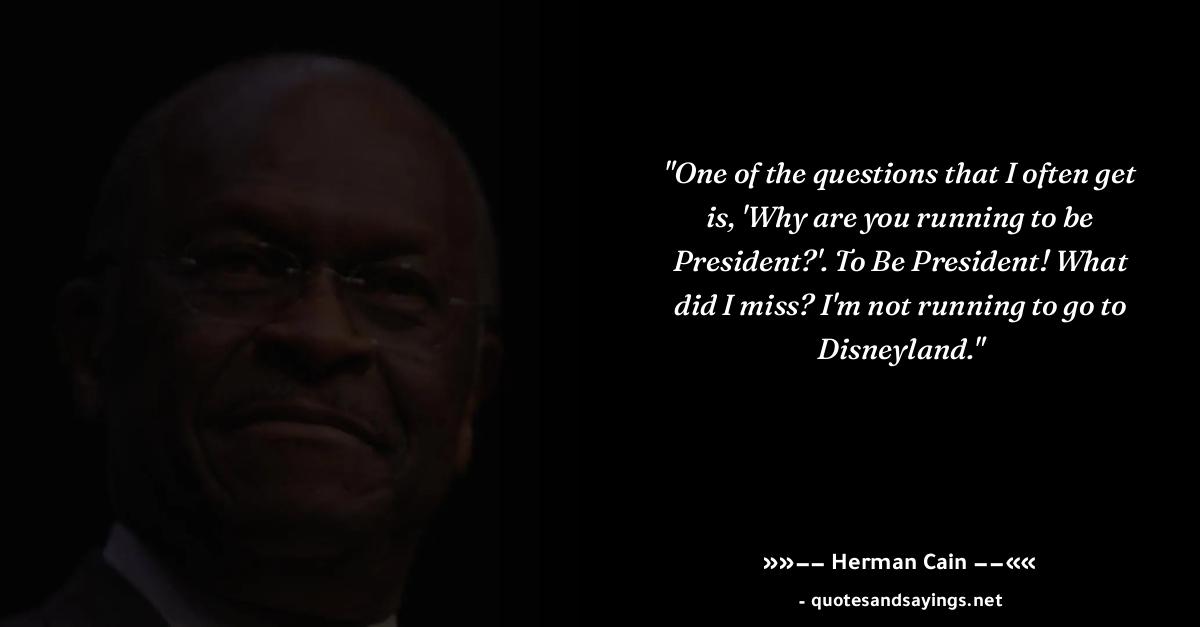 "One of the questions that I often get
is, 'Why are you running to be
President?'. To Be President! What
did I miss? I'm not running to go to
Disneyland."
»»−− Herman Cain −−««
- quotesandsayings.net